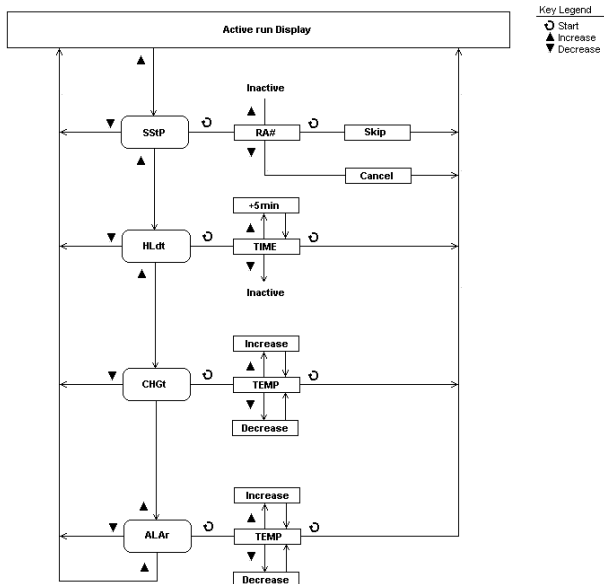 Key Legend
Start
Increase
Decrease
Active run Display
Inactive
SStP
RA#
Skip
Cancel
+5min
HLdt
TIME
Inactive
Increase
CHGt
TEMP
Decrease
Increase
ALAr
TEMP
Decrease